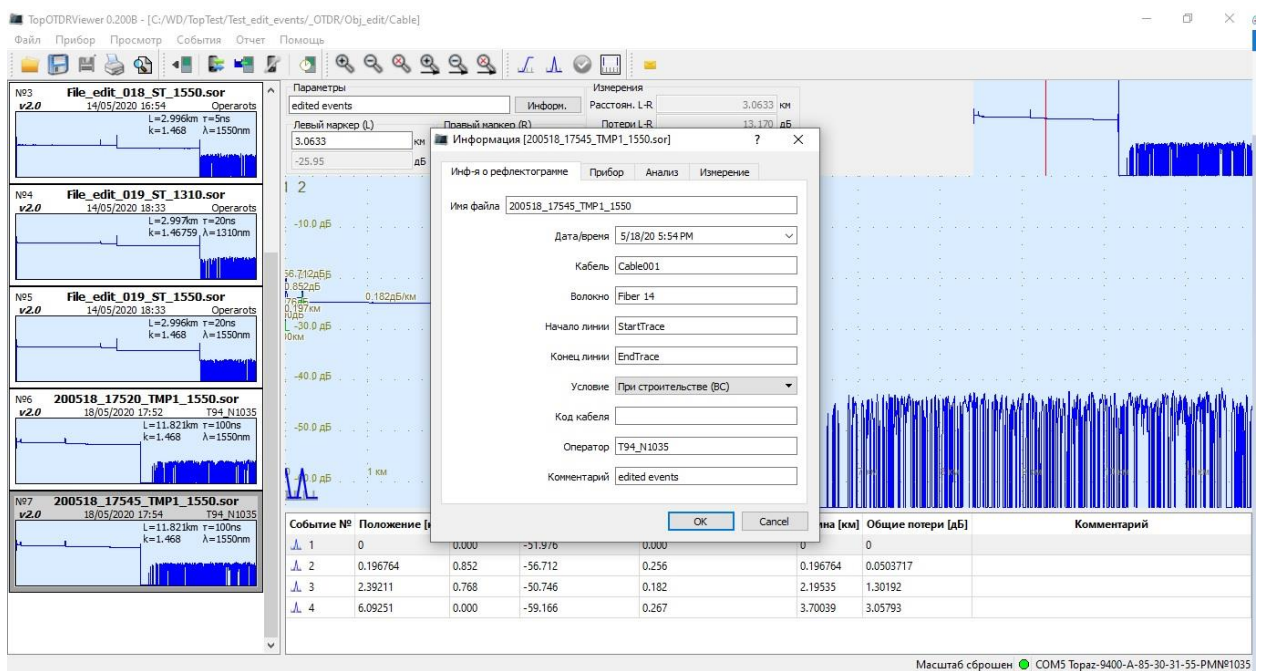 TopOTDRViewer 0.200B - [C:/WD/TopTest/Test_edit_events/_OTDR/Obj_edit/Cable]
Файл Прибор Просмотр События Отчет Помощь
№3 File_edit_018_ST_1550.sor
v2.0 14/05/2020 16:54 Operarots
L=2.996km τ=5ns
k=1.468 λ=1550nm
№4 File_edit_019_ST_1310.sor
v2.0 14/05/2020 18:33 Operarots
L=2.997km τ=20ns
k=1.46759 λ=1310nm
№5 File_edit_019_ST_1550.sor
v2.0 14/05/2020 18:33 Operarots
L=2.996km τ=20ns
k=1.468 λ=1550nm
№6 200518_17520_TMP1_1550.sor
v2.0 18/05/2020 17:52 T94_N1035
L=11.821km τ=100ns
k=1.468 λ=1550nm
№7 200518_17545_TMP1_1550.sor
v2.0 18/05/2020 17:54 T94_N1035
L=11.821km τ=100ns
k=1.468 λ=1550nm
Параметры Измерения
edited events Информ. Расстоян. L-R 3.0633 км
Левый маркер (L) Правый маркер (R) Потери L-R 13.170 дБ
3.0633 км
-25.95 дБ
1 2
-10.0 дБ
0.852дБ
0.182дБ/км
0.197км
-30.0 дБ
-40.0 дБ
-50.0 дБ
1 км
Информация [200518_17545_TMP1_1550.sor] ?
Инф-я о рефлектограмме Прибор Анализ Измерение
Имя файла 200518_17545_TMP1_1550
Дата/время 5/18/20 5:54 PM
Кабель Cable001
Волокно Fiber 14
Начало линии StartTrace
Конец линии EndTrace
Условие При строительстве (ВС)
Код кабеля
Оператор T94_N1035
Комментарий edited events
OK Cancel
Событие № Положение [к Общие потери [дБ] Комментарий
1 0 0.000 -51.976 0.000 0 0
2 0.196764 0.852 -56.712 0.256 0.196764 0.0503717
3 2.39211 0.768 -50.746 0.182 2.19535 1.30192
4 6.09251 0.000 -59.166 0.267 3.70039 3.05793
Масштаб сброшен COM5 Topaz-9400-A-85-30-31-55-PM№1035